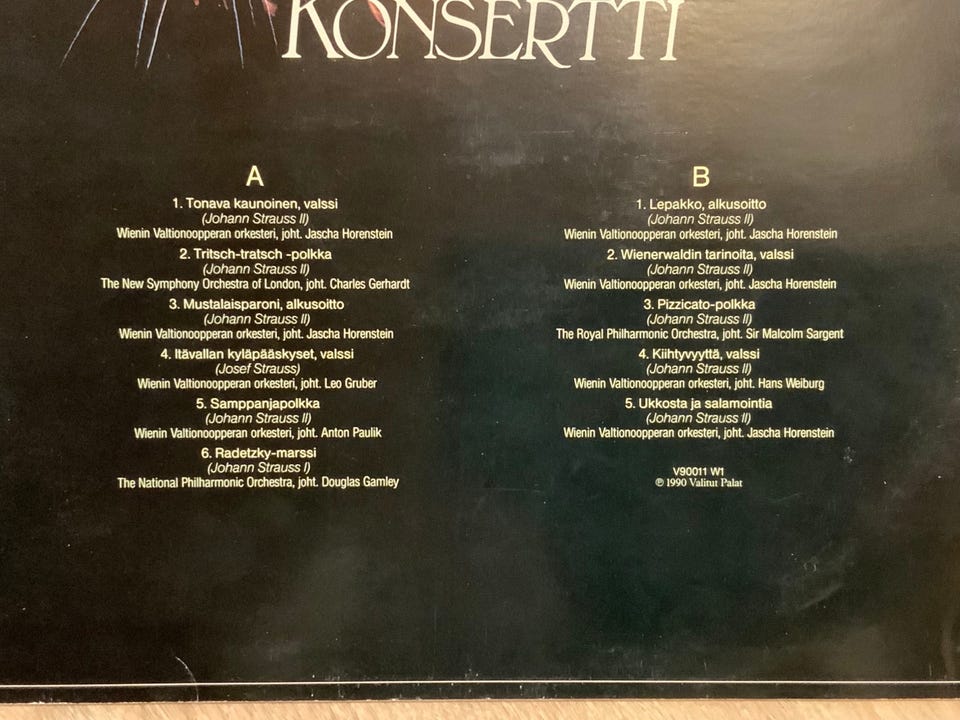 KONSERTTI
A
1. Tonava kaunoinen, valssi
(Johann Strauss II)
Wienin Valtionoopperan orkesteri, joht. Jascha Horenstein
2. Tritsch-tratsch -polkka
(Johann Strauss II)
The New Symphony Orchestra of London, joht. Charles Gerhardt
3. Mustalaisparoni, alkusoitto
(Johann Strauss II)
Wienin Valtionoopperan orkesteri, joht. Jascha Horenstein
4. Itävallan kyläpääskyset, valssi
(Josef Strauss)
Wienin Valtionoopperan orkesteri, joht. Leo Gruber
5. Samppanjapolkka
(Johann Strauss II)
Wienin Valtionoopperan orkesteri, joht. Anton Paulik
6. Radetzky-marssi
(Johann Strauss I)
The National Philharmonic Orchestra, joht. Douglas Gamley
B
1. Lepakko, alkusoitto
(Johann Strauss II)
Wienin Valtionoopperan orkesteri, joht. Jascha Horenstein
2. Wienerwaldin tarinoita, valssi
(Johann Strauss II)
Wienin Valtionoopperan orkesteri, joht. Jascha Horenstein
3. Pizzicato-polkka
(Johann Strauss II)
The Royal Philharmonic Orchestra, joht. Sir Malcolm Sargent
4. Kiihtyvyyttä, valssi
(Johann Strauss II)
Wienin Valtionoopperan orkesteri, joht. Hans Weiburg
5. Ukkosta ja salamointia
(Johann Strauss II)
Wienin Valtionoopperan orkesteri, joht. Jascha Horenstein
V90011 W1
℗ 1990 Valitut Palat